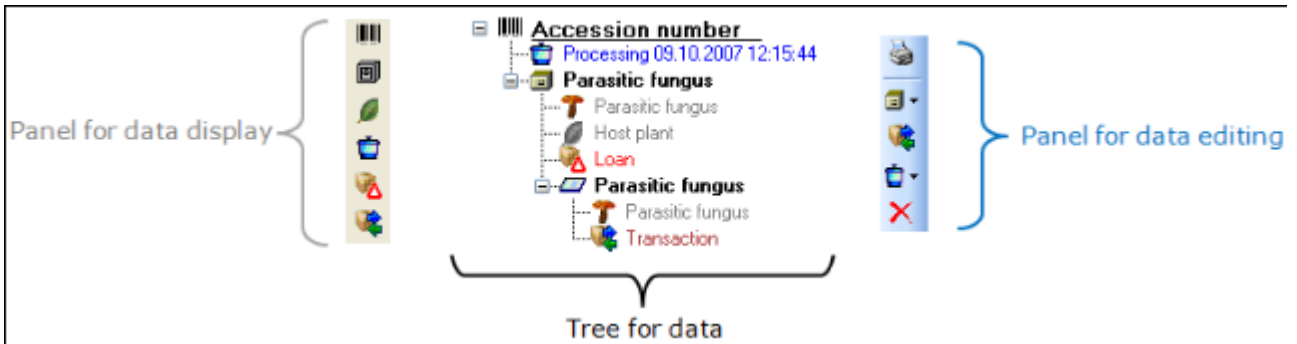 Accession number
Processing 09.10.2007 12:15:44
Parasitic fungus
Parasitic fungus
Panel for data display
Host plant
Panel for data editing
Loan
Parasitic fungus
Parasitic fungus
Transaction
Tree for data